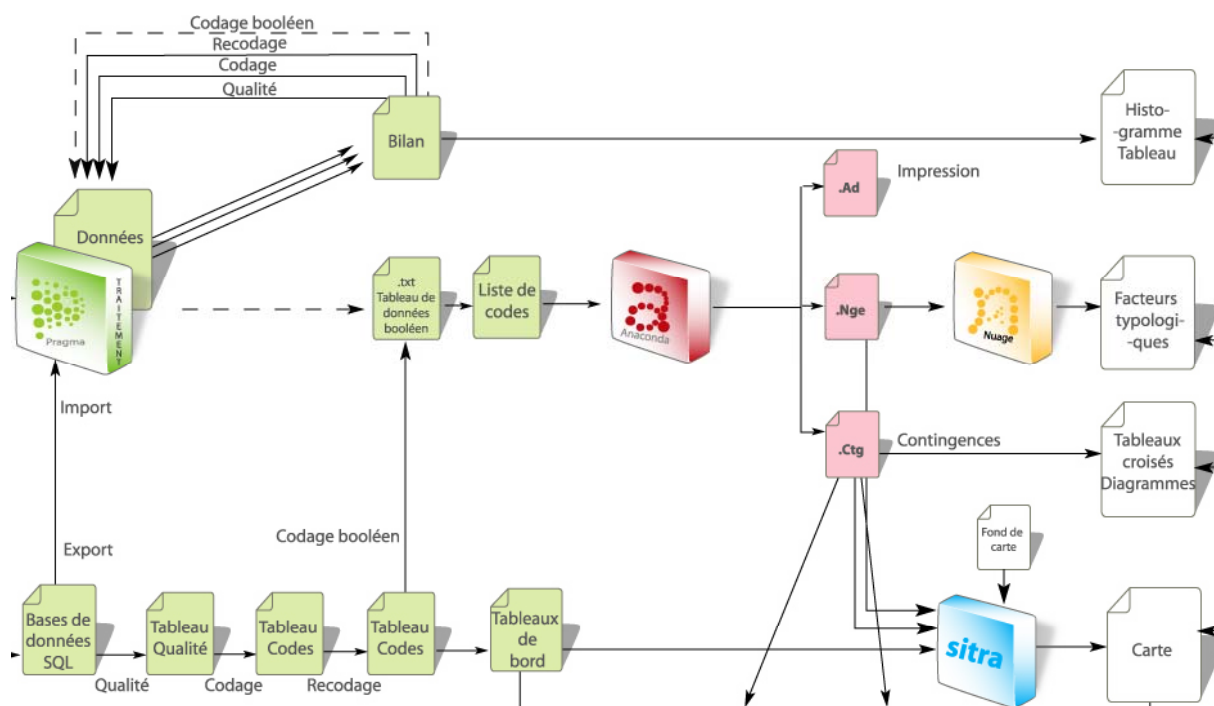 Codage booléen
Recodage
Codage
Qualité
Bilan
Histo-
-gramme
Tableau
.Ad
Impression
Données
TRAITEMENT
Pragma
.txt
Tableau de
données
booléen
Liste de
codes
Anaconda
.Nge
Nuage
Facteurs
typologi-
-ques
Import
.Ctg
Contingences
Tableaux
croisés
Diagrammes
Export
Codage booléen
Fond de
carte
Bases de
données
SQL
Tableau
Qualité
Tableau
Codes
Tableau
Codes
Tableaux
de
bord
sitra
Carte
Qualité
Codage
Recodage